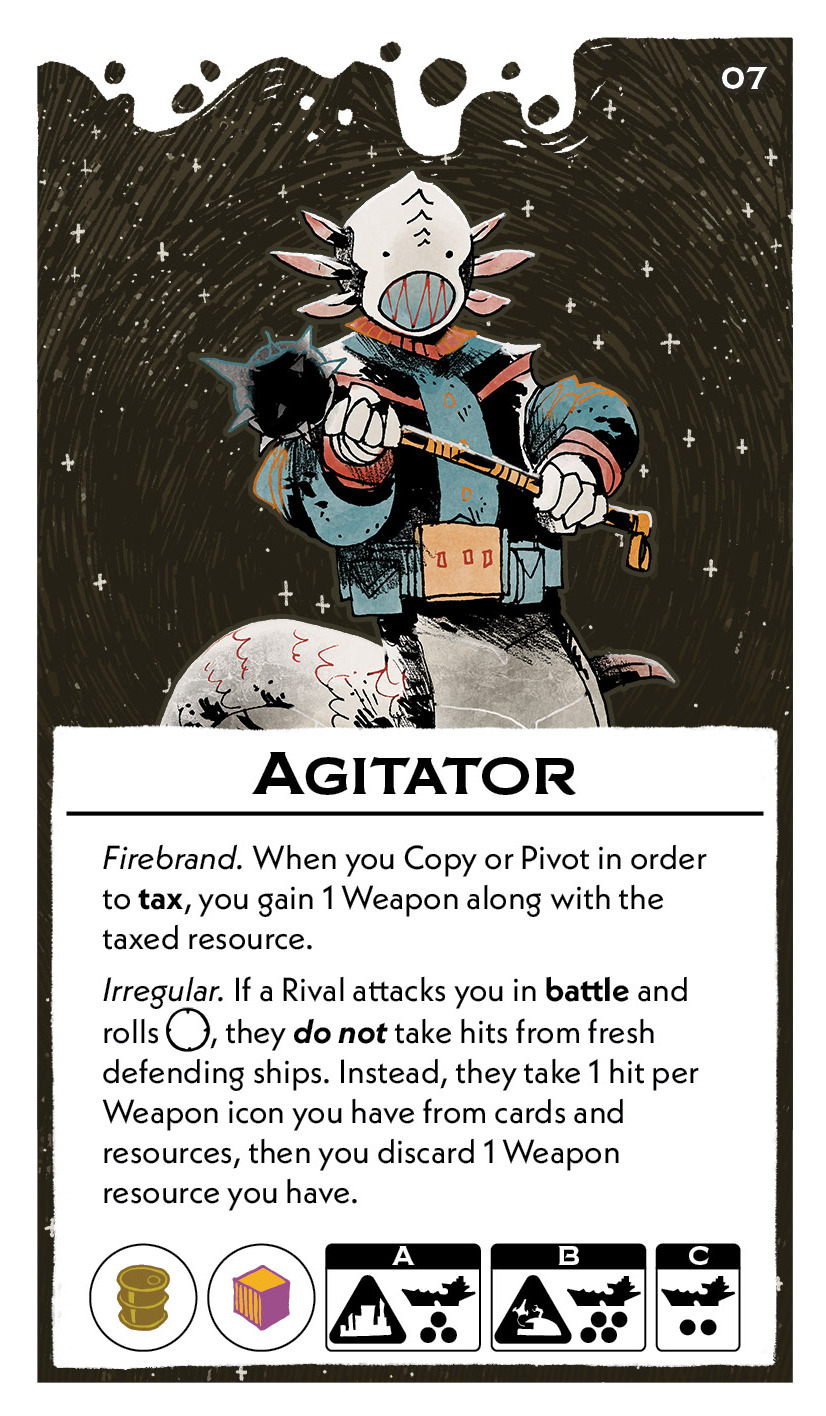 07
AGITATOR
Firebrand. When you Copy or Pivot in order
to tax, you gain 1 Weapon along with the
taxed resource.
Irregular. If a Rival attacks you in battle and
rolls , they do not take hits from fresh
defending ships. Instead, they take 1 hit per
Weapon icon you have from cards and
resources, then you discard 1 Weapon
resource you have.
A B C